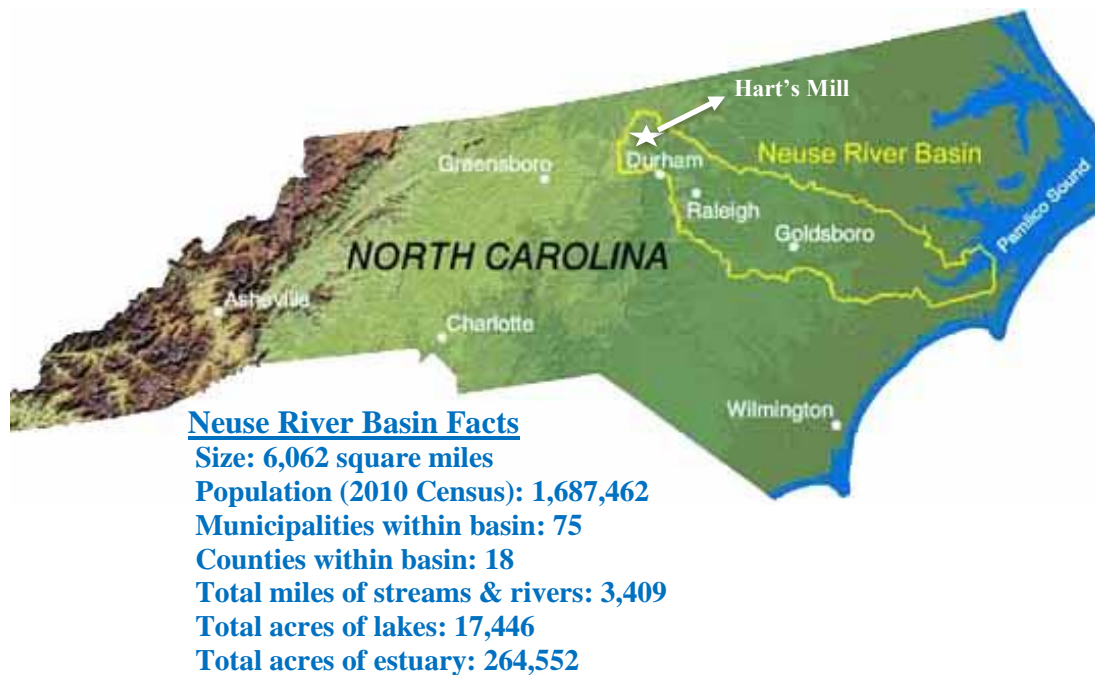 Hart's Mill
Greensboro
Durham
Neuse River Basin
Raleigh
Pamlico Sound
Goldsboro
NORTH CAROLINA
Asheville
Charlotte
Wilmington
Neuse River Basin Facts
Size: 6,062 square miles
Population (2010 Census): 1,687,462
Municipalities within basin: 75
Counties within basin: 18
Total miles of streams & rivers: 3,409
Total acres of lakes: 17,446
Total acres of estuary: 264,552